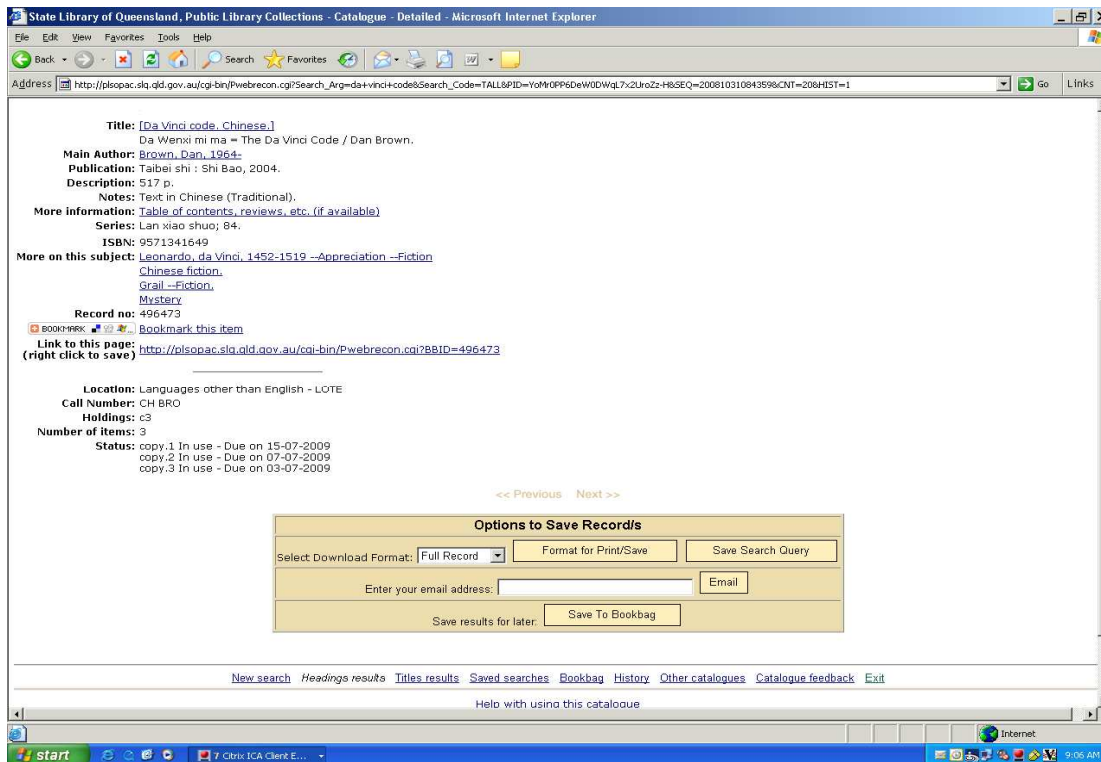 State Library of Queensland, Public Library Collections - Catalogue - Detailed - Microsoft Internet Explorer
File Edit View Favorites Tools Help
Back Search Favorites
Address http://plsopac.slq.qld.gov.au/cgi-bin/Pwebrecon.cgi?Search_Arg=da+vinci+code&Search_Code=TALL&PID=YoMr0PP6DeW0DWqL7x2UroZz-H&SEQ=20081031084359&CNT=20&HIST=1 Go Links
Title: [Da Vinci code. Chinese.]
Da Wenxi mi ma = The Da Vinci Code / Dan Brown.
Main Author: Brown, Dan, 1964-
Publication: Taibei shi : Shi Bao, 2004.
Description: 517 p.
Notes: Text in Chinese (Traditional).
More information: Table of contents, reviews, etc. (if available)
Series: Lan xiao shuo; 84.
ISBN: 9571341649
More on this subject: Leonardo, da Vinci, 1452-1519 --Appreciation --Fiction
Chinese fiction.
Grail --Fiction.
Mystery
Record no: 496473
BOOKMARK Bookmark this item
Link to this page:
(right click to save) http://plsopac.slq.qld.gov.au/cgi-bin/Pwebrecon.cgi?BBID=496473
Location: Languages other than English - LOTE
Call Number: CH BRO
Holdings: c3
Number of items: 3
Status: copy.1 In use - Due on 15-07-2009
copy.2 In use - Due on 07-07-2009
copy.3 In use - Due on 03-07-2009
<< Previous Next >>
Options to Save Record/s
Select Download Format: Full Record Format for Print/Save Save Search Query
Enter your email address: Email
Save results for later: Save To Bookbag
New search Headings results Titles results Saved searches Bookbag History Other catalogues Catalogue feedback Exit
Help with using this catalogue
Internet
start 7 Citrix ICA Client E... 9:06 AM